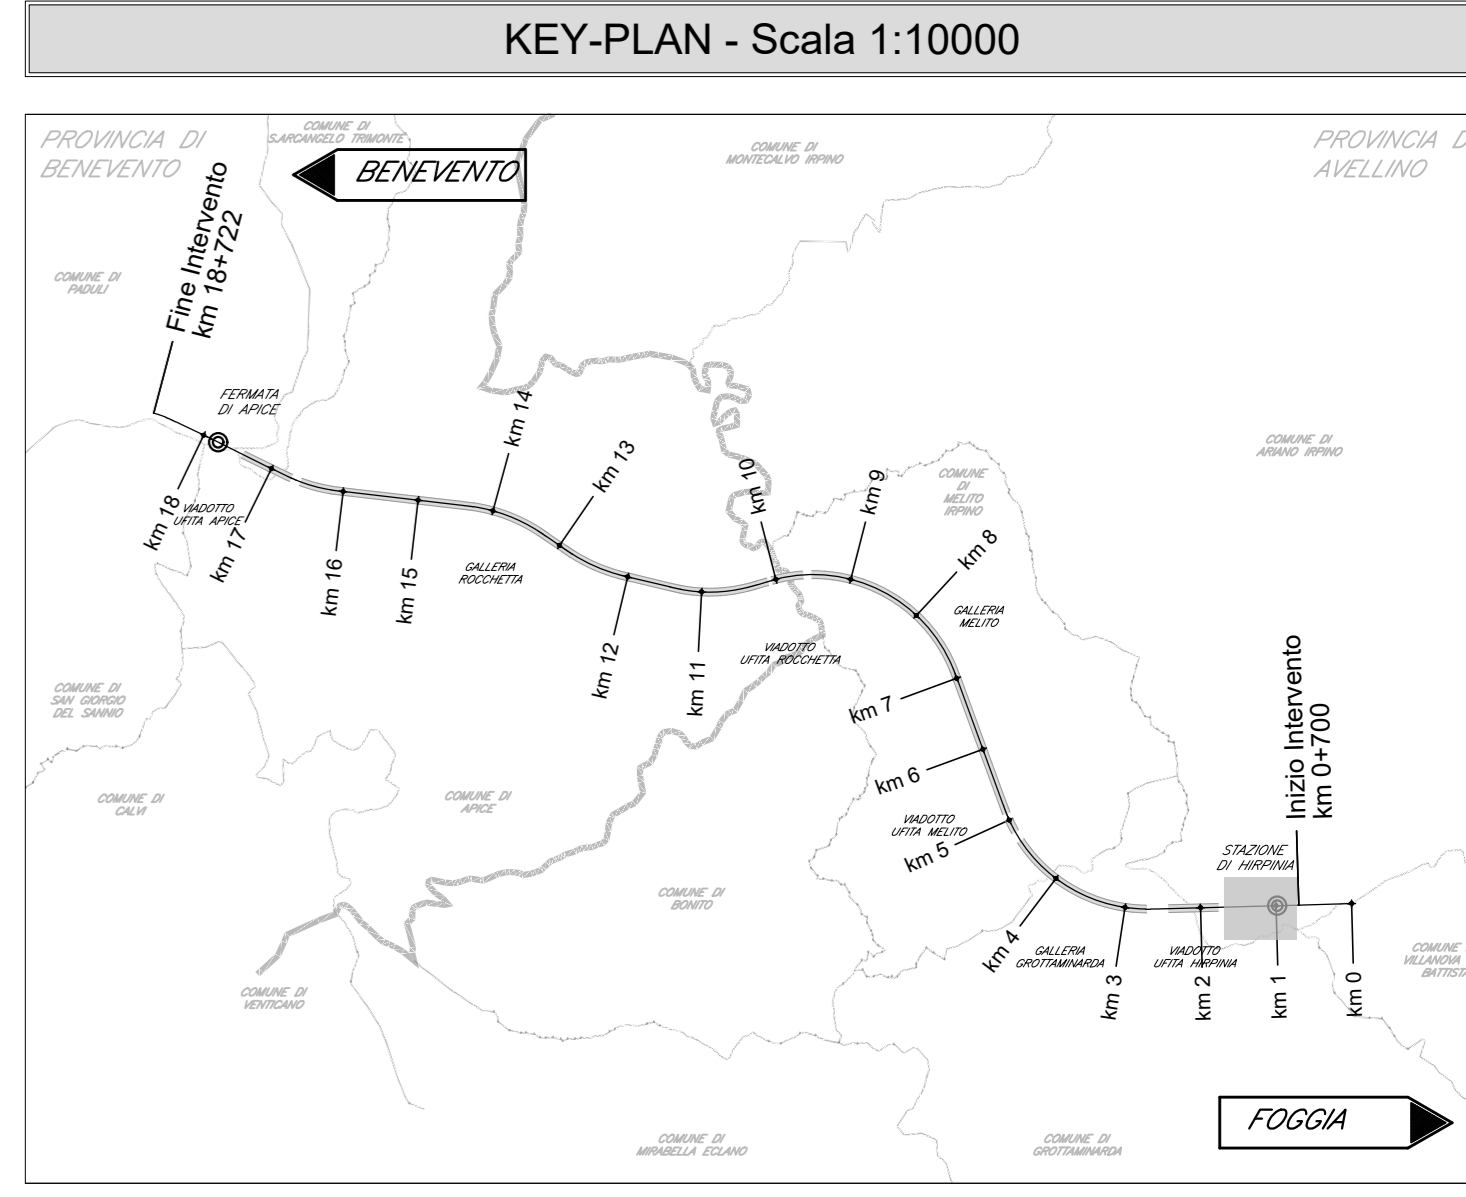 KEY-PLAN - Scala 1:10000
PROVINCIA DI
BENEVENTO
COMUNE DI
S.ARCANGELO TRIMONTE
BENEVENTO
COMUNE DI
MONTECALVO IRPINO
PROVINCIA D
AVELLINO
Fine Intervento
km 18+722
COMUNE DI
PADULI
FERMATA
DI APICE
km 14
km 13
km 10
km 9
COMUNE
DI
MELITO
IRPINO
COMUNE DI
ARIANO IRPINO
km 18
VIADOTTO
UFITA APICE
km 17
km 16
km 15
GALLERIA
ROCCHETTA
km 8
GALLERIA
MELITO
km 12
km 11
VIADOTTO
UFITA ROCCHETTA
km 7
COMUNE DI
SAN GIORGIO
DEL SANNIO
Inizio Intervento
km 0+700
km 6
COMUNE DI
CALVI
COMUNE DI
APICE
VIADOTTO
UFITA MELITO
km 5
STAZIONE
DI HIRPINIA
COMUNE DI
BONITO
km 4
GALLERIA
GROTTAMINARDA
km 3
VIADOTTO
UFITA HIRPINIA
km 2
km 1
km 0
COMUNE
VILLANOVA
BATTISTA
COMUNE DI
VENTICANO
FOGGIA
COMUNE DI
MIRABELLA ECLANO
COMUNE DI
GROTTAMINARDA